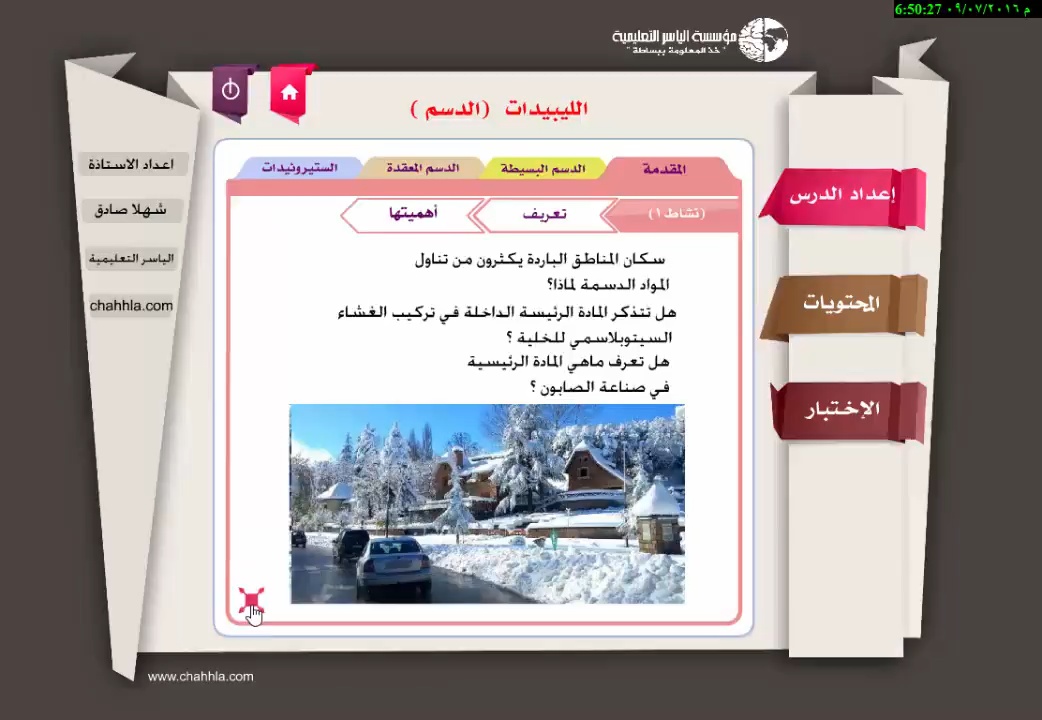 م ٠٩/٠٧/٢٠١٦ 6:50:27
مؤسسة الياسر التعليمية
" خذ المعلومة ببساطة "
الليبيدات (الدسم )
المقدمة
الدسم البسيطة
الدسم المعقدة
الستيرونيدات
(نشاط ١)
تعريف
أهميتها
سكان المناطق الباردة يكثرون من تناول
المواد الدسمة لماذا؟
هل تتذكر المادة الرئيسة الداخلة في تركيب الغشاء
السيتوبلاسمي للخلية ؟
هل تعرف ماهي المادة الرئيسية
في صناعة الصابون ؟
إعداد الدرس
المحتويات
الإختبار
اعداد الاستاذة
شهلا صادق
الياسر التعليمية
chahhla.com
www.chahhla.com